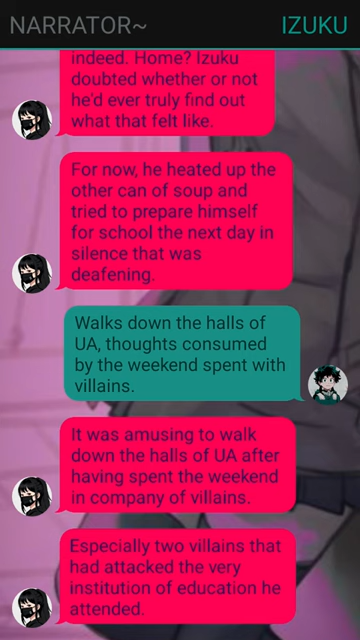 NARRATOR~ IZUKU
indeed. Home? Izuku
doubted whether or not
he'd ever truly find out
what that felt like.
For now, he heated up the
other can of soup and
tried to prepare himself
for school the next day in
silence that was
deafening.
Walks down the halls of
UA, thoughts consumed
by the weekend spent with
villains.
It was amusing to walk
down the halls of UA after
having spent the weekend
in company of villains.
Especially two villains that
had attacked the very
institution of education he
attended.